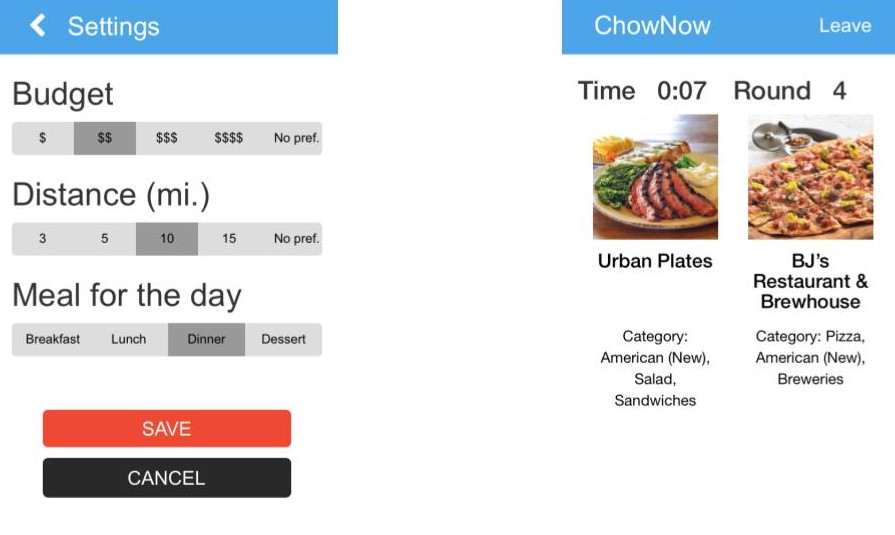 Settings
Budget
$ $$ $$$ $$$$ No pref.
Distance (mi.)
3 5 10 15 No pref.
Meal for the day
Breakfast Lunch Dinner Dessert
SAVE
CANCEL
ChowNow Leave
Time 0:07 Round 4
Urban Plates
Category:
American (New),
Salad,
Sandwiches
BJ’s
Restaurant &
Brewhouse
Category: Pizza,
American (New),
Breweries